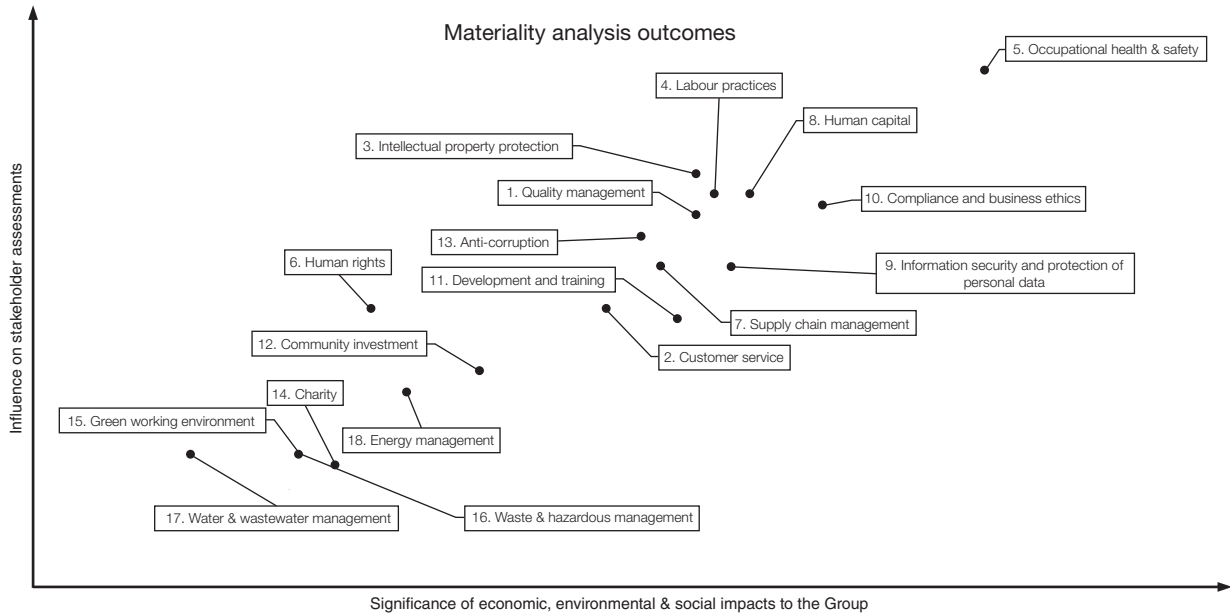 Materiality analysis outcomes
5. Occupational health & safety
4. Labour practices
8. Human capital
3. Intellectual property protection
1. Quality management
10. Compliance and business ethics
13. Anti-corruption
6. Human rights
9. Information security and protection of
personal data
11. Development and training
7. Supply chain management
12. Community investment
2. Customer service
14. Charity
15. Green working environment
18. Energy management
17. Water & wastewater management
16. Waste & hazardous management
Influence on stakeholder assessments
Significance of economic, environmental & social impacts to the Group